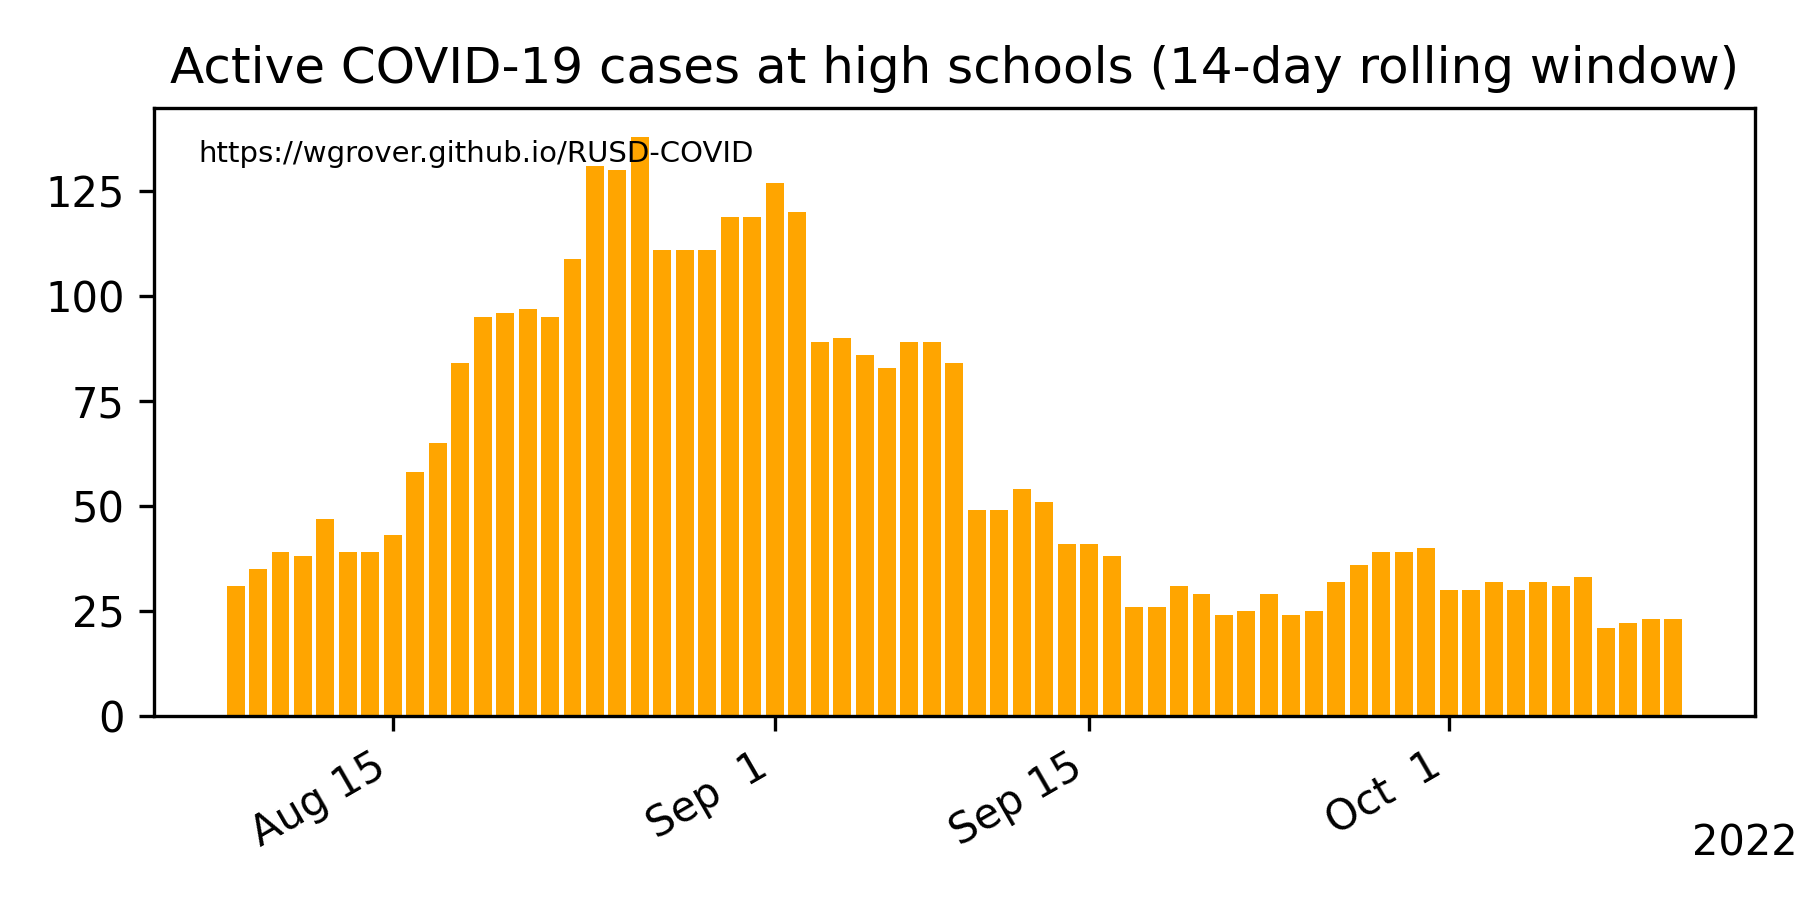 Active COVID-19 cases at high schools (14-day rolling window)
https://wgrover.github.io/RUSD-COVID
125
100
75
50
25
0
Aug 15
Sep  1
Sep 15
Oct  1
2022